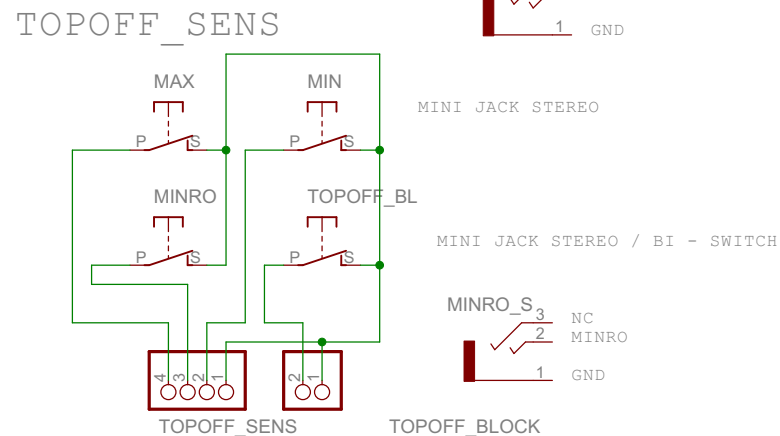 TOPOFF_SENS
1 GND
MAX MIN
MINI JACK STEREO
P S P S
MINRO TOPOFF_BL
MINI JACK STEREO / BI - SWITCH
P S P S
MINRO_S 3 NC
2 MINRO
1 GND
4 3 2 1 2 1
TOPOFF_SENS TOPOFF_BLOCK